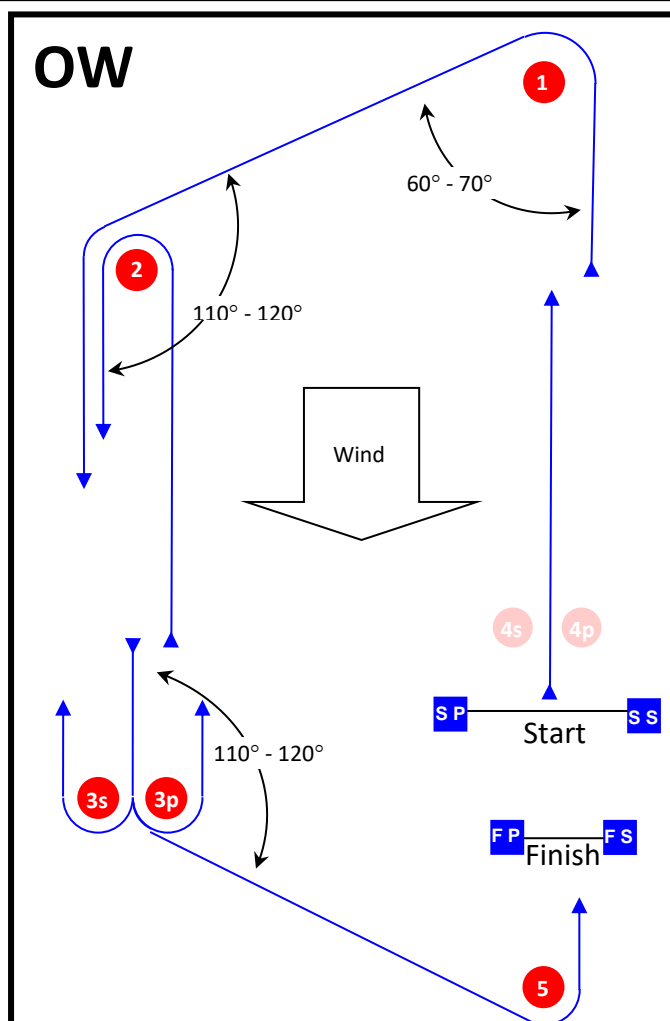 OW
1
60° - 70°
2
110° - 120°
Wind
4s 4p
S P S S
Start
110° - 120°
3s 3p
F P F S
Finish
5